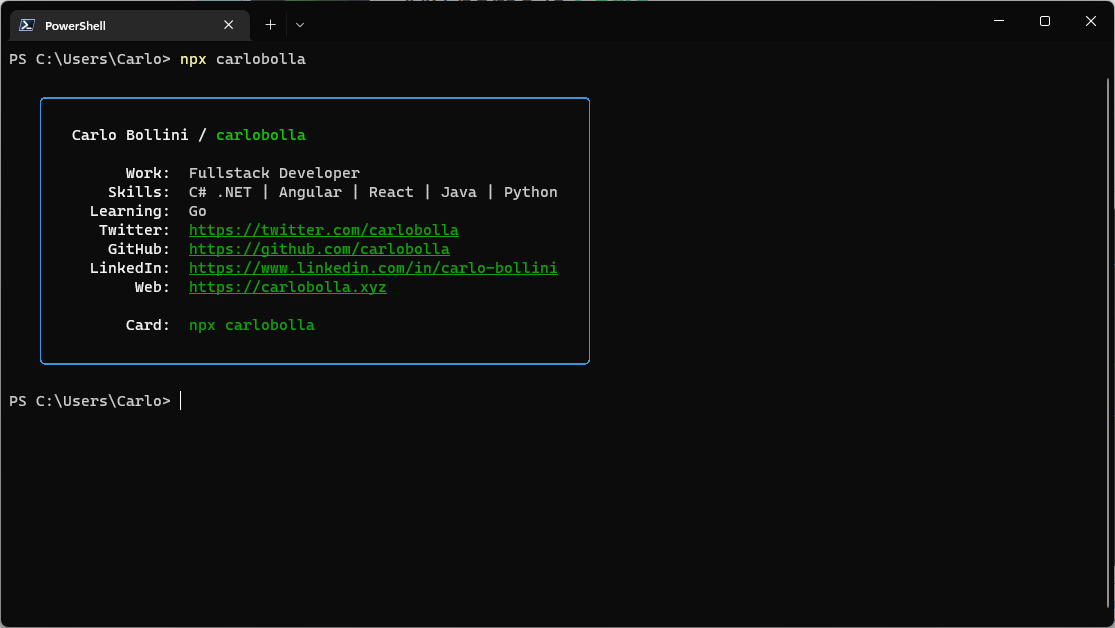 PowerShell
PS C:\Users\Carlo> npx carlobolla
Carlo Bollini / carlobolla
Work: Fullstack Developer
Skills: C# .NET | Angular | React | Java | Python
Learning: Go
Twitter: https://twitter.com/carlobolla
GitHub: https://github.com/carlobolla
LinkedIn: https://www.linkedin.com/in/carlo-bollini
Web: https://carlobolla.xyz
Card: npx carlobolla
PS C:\Users\Carlo>